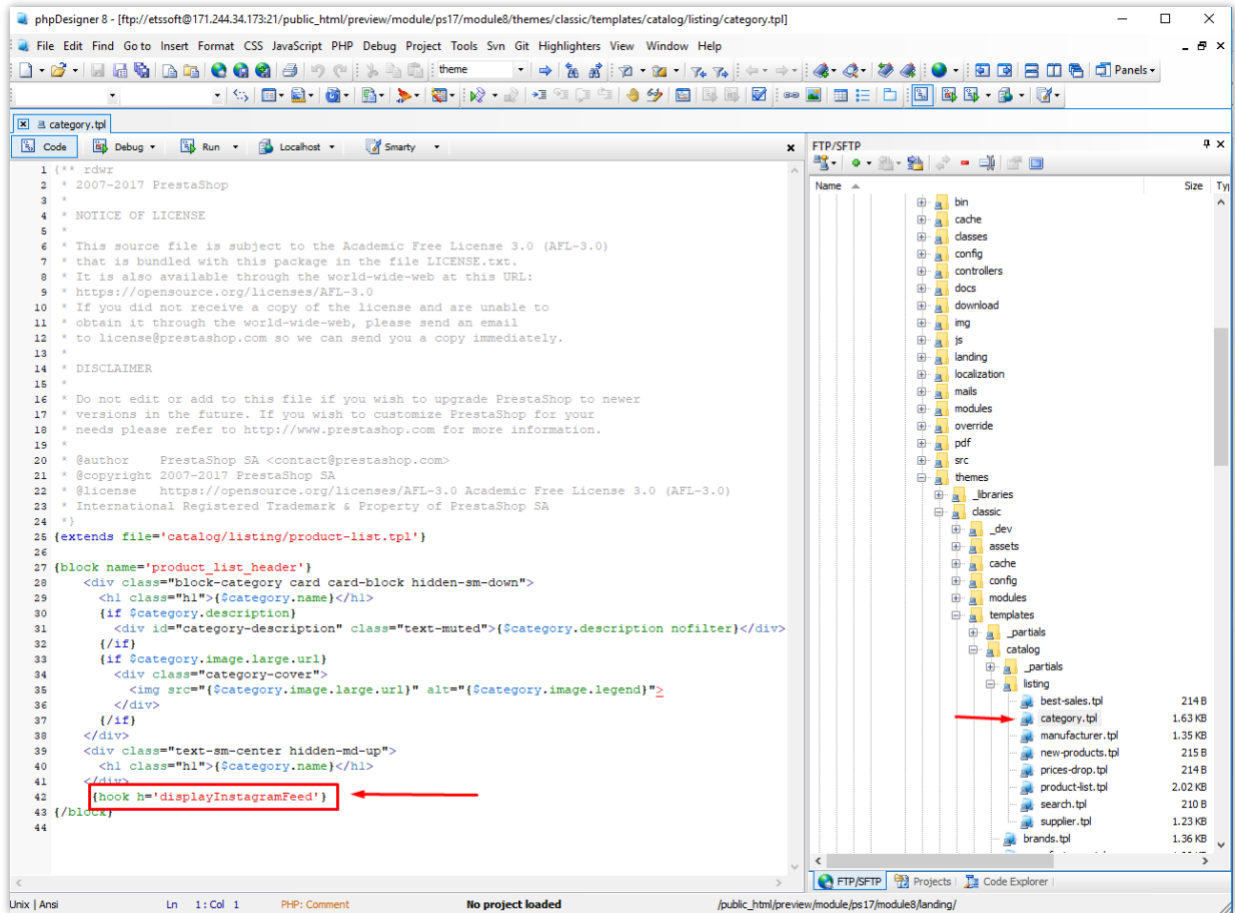 phpDesigner 8 - [ftp://etssoft@171.244.34.173:21/public_html/preview/module/ps17/module8/themes/classic/templates/catalog/listing/category.tpl]
File Edit Find Go to Insert Format CSS JavaScript PHP Debug Project Tools Svn Git Highlighters View Window Help
theme
Panels
category.tpl
Code Debug Run Localhost Smarty
1 {** rdwr
2 * 2007-2017 PrestaShop
3 *
4 * NOTICE OF LICENSE
5 *
6 * This source file is subject to the Academic Free License 3.0 (AFL-3.0)
7 * that is bundled with this package in the file LICENSE.txt.
8 * It is also available through the world-wide-web at this URL:
9 * https://opensource.org/licenses/AFL-3.0
10 * If you did not receive a copy of the license and are unable to
11 * obtain it through the world-wide-web, please send an email
12 * to license@prestashop.com so we can send you a copy immediately.
13 *
14 * DISCLAIMER
15 *
16 * Do not edit or add to this file if you wish to upgrade PrestaShop to newer
17 * versions in the future. If you wish to customize PrestaShop for your
18 * needs please refer to http://www.prestashop.com for more information.
19 *
20 * @author    PrestaShop SA <contact@prestashop.com>
21 * @copyright 2007-2017 PrestaShop SA
22 * @license   https://opensource.org/licenses/AFL-3.0 Academic Free License 3.0 (AFL-3.0)
23 * International Registered Trademark & Property of PrestaShop SA
24 *}
25 {extends file='catalog/listing/product-list.tpl'}
26
27 {block name='product_list_header'}
28     <div class="block-category card card-block hidden-sm-down">
29       <h1 class="h1">{$category.name}</h1>
30       {if $category.description}
31         <div id="category-description" class="text-muted">{$category.description nofilter}</div>
32       {/if}
33       {if $category.image.large.url}
34         <div class="category-cover">
35           <img src="{$category.image.large.url}" alt="{$category.image.legend}">
36         </div>
37       {/if}
38     </div>
39     <div class="text-sm-center hidden-md-up">
40       <h1 class="h1">{$category.name}</h1>
41     </div>
42      {hook h='displayInstagramFeed'}
43 {/block}
44
FTP/SFTP
Name Size
bin
cache
classes
config
controllers
docs
download
img
js
landing
localization
mails
modules
override
pdf
src
themes
_libraries
classic
_dev
assets
cache
config
modules
templates
_partials
catalog
_partials
listing
best-sales.tpl 214 B
category.tpl 1.63 KB
manufacturer.tpl 1.35 KB
new-products.tpl 215 B
prices-drop.tpl 214 B
product-list.tpl 2.02 KB
search.tpl 210 B
supplier.tpl 1.23 KB
brands.tpl 1.36 KB
FTP/SFTP Projects Code Explorer
Unix | Ansi Ln 1 : Col 1 PHP: Comment No project loaded /public_html/preview/module/ps17/module8/landing/